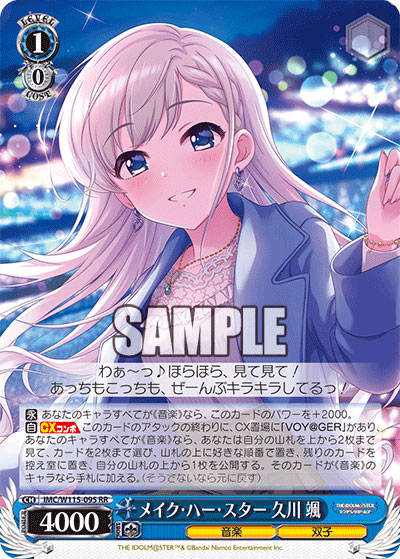 LEVEL
1
0
COST
SAMPLE
わぁ～っ♪ほらほら、見て見て！
あっちもこっちも、ぜーんぶキラキラしてるっ！
永 あなたのキャラすべてが《音楽》なら、このカードのパワーを＋2000。
自 CXコンボ このカードのアタックの終わりに、CX置場に「VOY@GER」があり、
あなたのキャラすべてが《音楽》なら、あなたは自分の山札を上から2枚まで
見て、カードを2枚まで選び、山札の上に好きな順番で置き、残りのカードを
控え室に置き、自分の山札の上から1枚を公開する。そのカードが《音楽》の
キャラなら手札に加える。（そうでないなら元に戻す）
CH IMC/W115-095 RR
4000
メイク・ハー・スター 久川 颯
THE IDOLM@STER
シンデレラガールズ
音楽
双子
THE IDOLM@STER™& ©Bandai Namco Entertainment Inc.